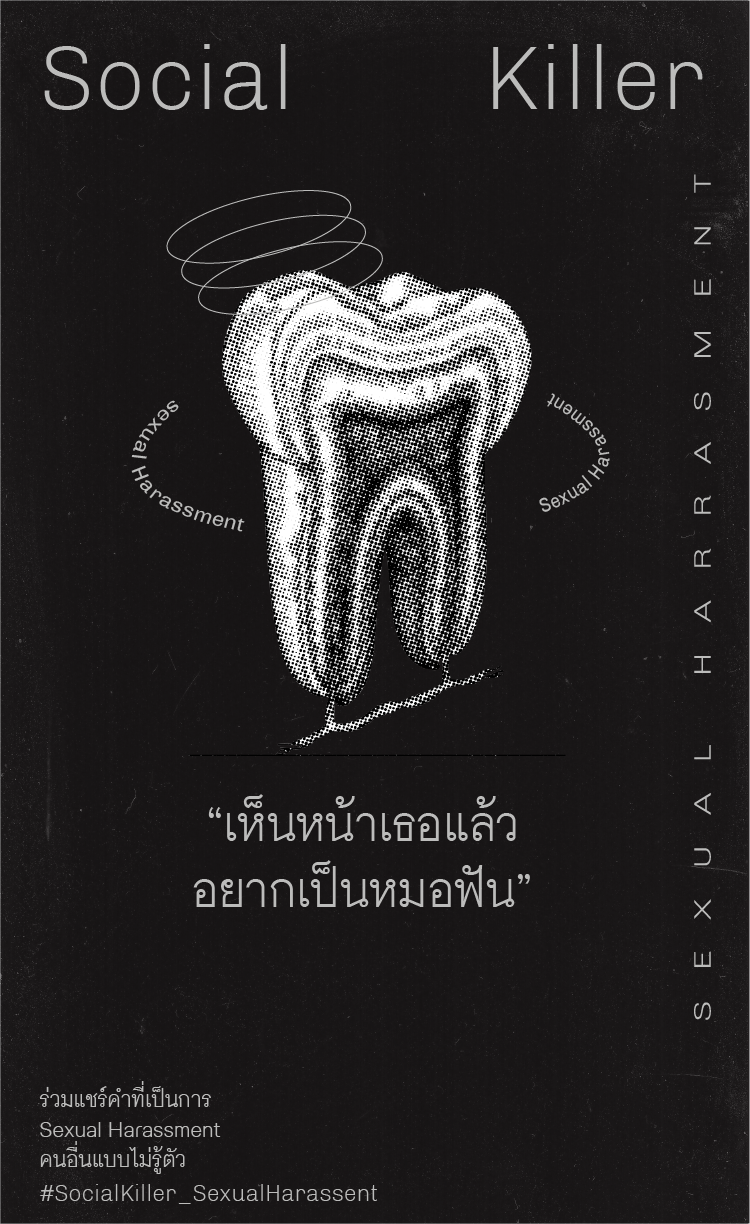 Social Killer
SEXUAL HARRASMENT
sexual Harassment
Sexual Harassment
“เห็นหน้าเธอแล้ว
อยากเป็นหมอฟัน”
ร่วมแชร์คำที่เป็นการ
Sexual Harassment
คนอื่นแบบไม่รู้ตัว
#SocialKiller_SexualHarassent